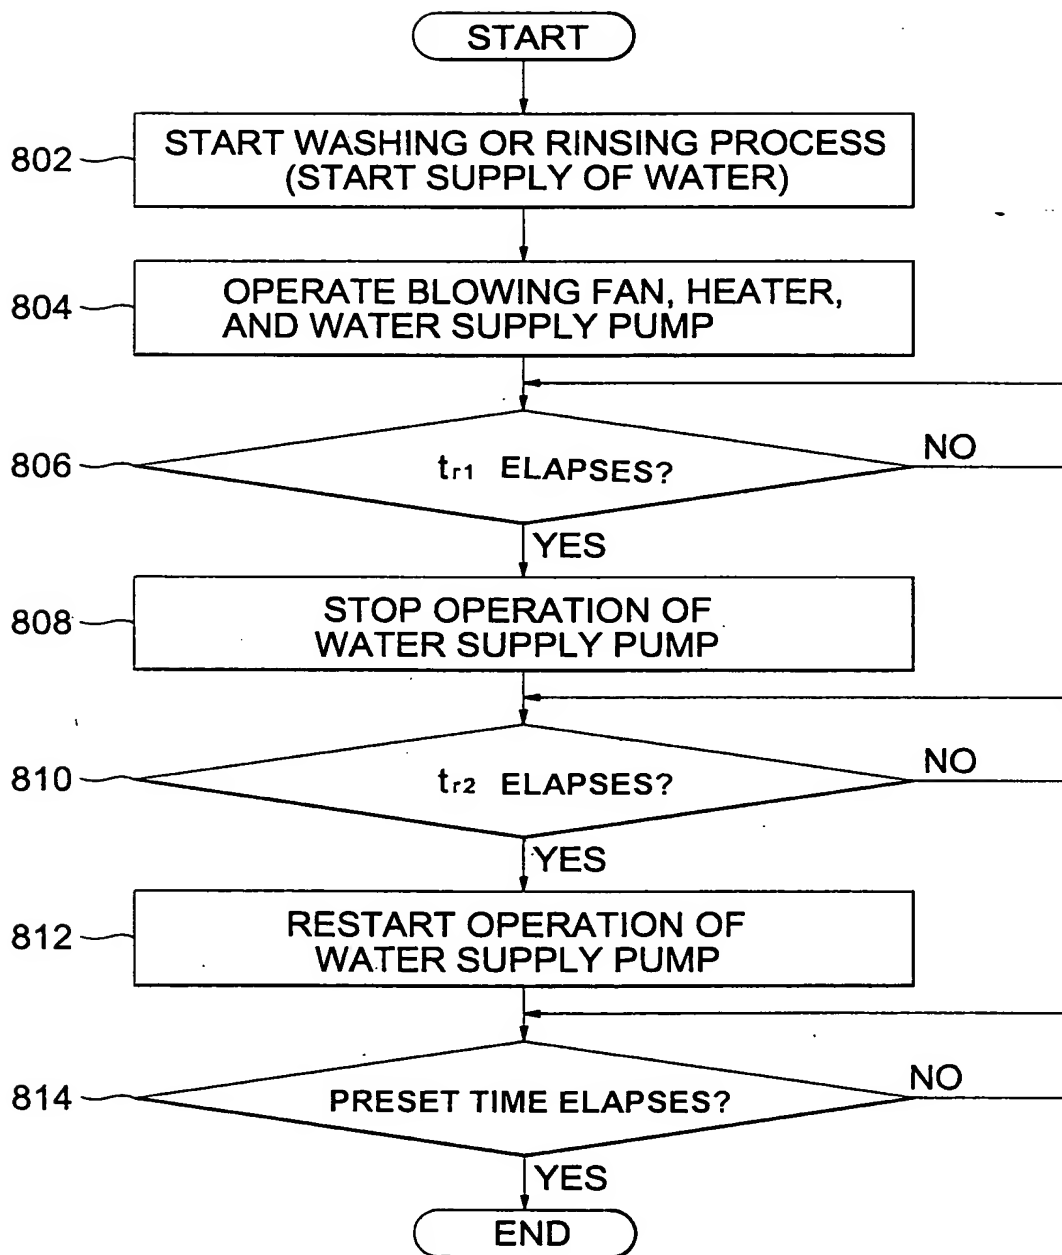 START
802
START WASHING OR RINSING PROCESS
(START SUPPLY OF WATER)
804
OPERATE BLOWING FAN, HEATER,
AND WATER SUPPLY PUMP
806
tr1 ELAPSES?
NO
YES
808
STOP OPERATION OF
WATER SUPPLY PUMP
810
tr2 ELAPSES?
NO
YES
812
RESTART OPERATION OF
WATER SUPPLY PUMP
814
PRESET TIME ELAPSES?
NO
YES
END